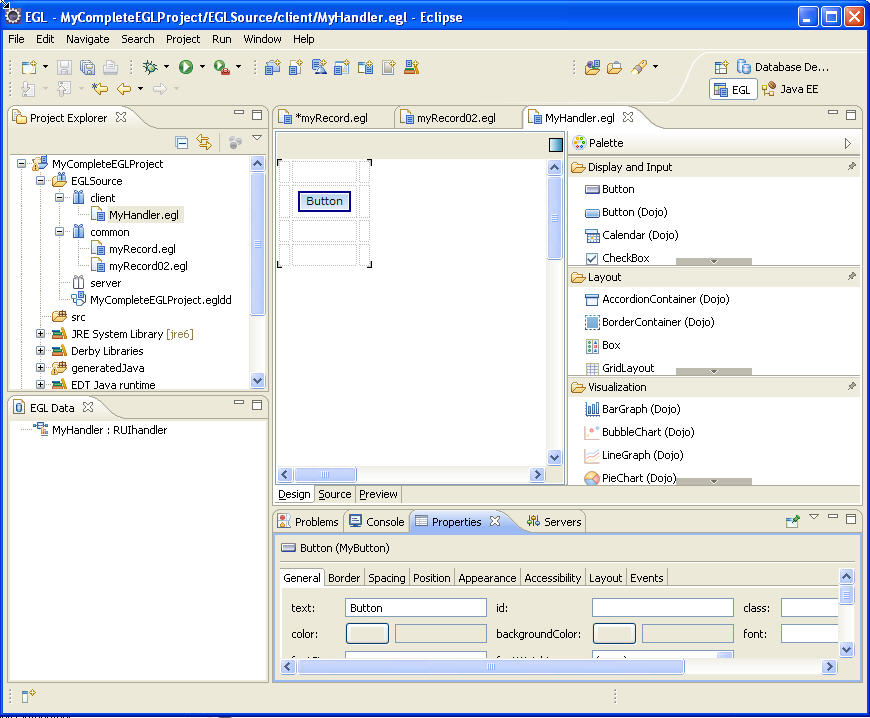 EGL - MyCompleteEGLProject/EGLSource/client/MyHandler.egl - Eclipse
File Edit Navigate Search Project Run Window Help
Database De...
EGL Java EE
Project Explorer
MyCompleteEGLProject
EGLSource
client
MyHandler.egl
common
myRecord.egl
myRecord02.egl
server
MyCompleteEGLProject.egldd
src
JRE System Library [jre6]
Derby Libraries
generatedJava
EDT Java runtime
EGL Data
MyHandler : RUIhandler
*myRecord.egl myRecord02.egl MyHandler.egl
Button
Design Source Preview
Palette
Display and Input
Button
Button (Dojo)
Calendar (Dojo)
CheckBox
Layout
AccordionContainer (Dojo)
BorderContainer (Dojo)
Box
GridLayout
Visualization
BarGraph (Dojo)
BubbleChart (Dojo)
LineGraph (Dojo)
PieChart (Dojo)
Problems Console Properties Servers
Button (MyButton)
General Border Spacing Position Appearance Accessibility Layout Events
text: Button id: class:
color: backgroundColor: font: